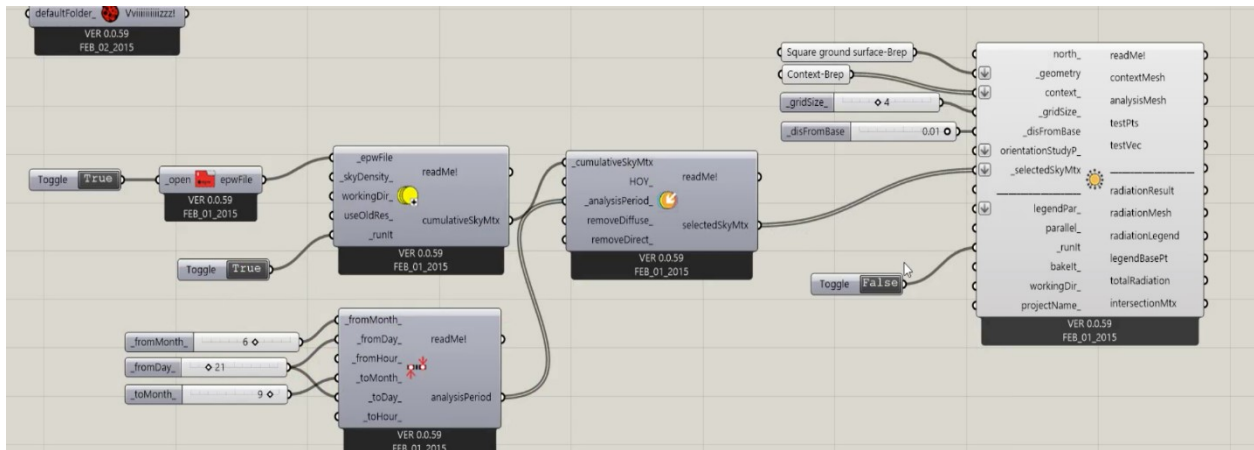 defaultFolder_ Vviiiiiiiizzz!
VER 0.0.59
FEB_02_2015
Toggle True
_open epwFile
VER 0.0.59
FEB_01_2015
Toggle True
_epwFile
_skyDensity_
workingDir_
useOldRes_
_runIt
readMe!
cumulativeSkyMtx
VER 0.0.59
FEB_01_2015
_fromMonth_ 6
_fromDay_ 21
_toMonth_ 9
_fromMonth_
_fromDay_
_fromHour_
_toMonth_
_toDay_
_toHour_
readMe!
analysisPeriod
VER 0.0.59
FEB_01_2015
_cumulativeSkyMtx
HOY_
_analysisPeriod_
removeDiffuse_
removeDirect_
readMe!
selectedSkyMtx
VER 0.0.59
FEB_01_2015
Square ground surface-Brep
Context-Brep
_gridSize_ 4
_disFromBase 0.01
Toggle False
north_
_geometry
context_
_gridSize_
_disFromBase
orientationStudyP_
_selectedSkyMtx
legendPar_
parallel_
_runIt
bakeIt_
workingDir_
projectName_
readMe!
contextMesh
analysisMesh
testPts
testVec
radiationResult
radiationMesh
radiationLegend
legendBasePt
totalRadiation
intersectionMtx
VER 0.0.59
FEB_01_2015